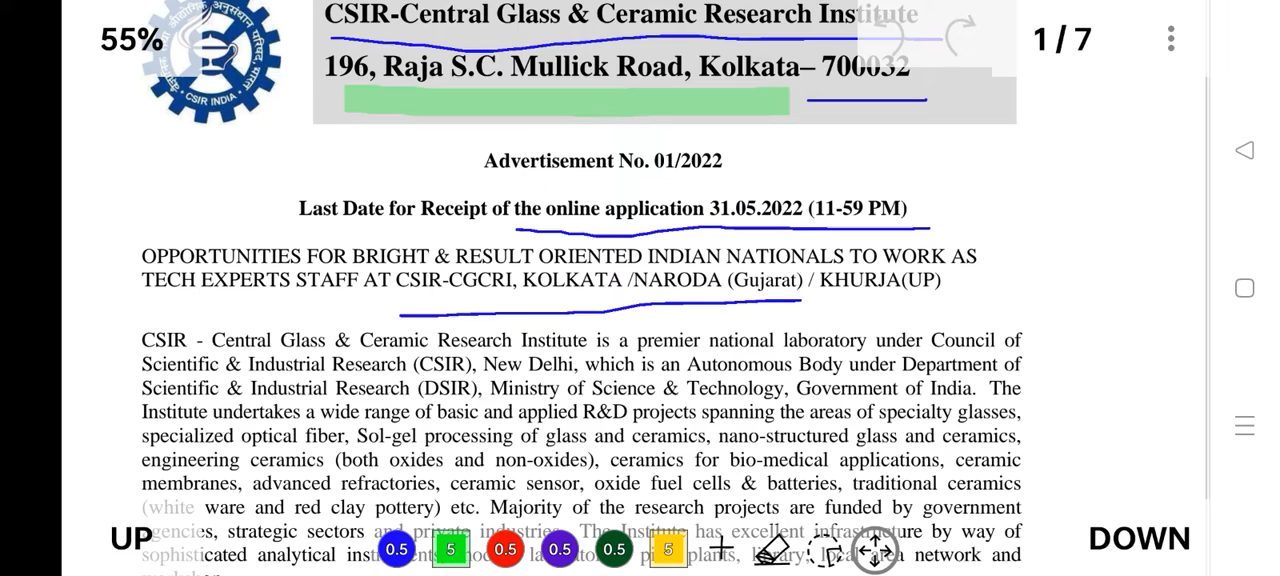 CSIR-Central Glass & Ceramic Research Institute
55%
1 / 7
196, Raja S.C. Mullick Road, Kolkata– 700032
CSIR INDIA
Advertisement No. 01/2022
Last Date for Receipt of the online application 31.05.2022 (11-59 PM)
OPPORTUNITIES FOR BRIGHT & RESULT ORIENTED INDIAN NATIONALS TO WORK AS
TECH EXPERTS STAFF AT CSIR-CGCRI, KOLKATA /NARODA (Gujarat) / KHURJA(UP)
CSIR - Central Glass & Ceramic Research Institute is a premier national laboratory under Council of
Scientific & Industrial Research (CSIR), New Delhi, which is an Autonomous Body under Department of
Scientific & Industrial Research (DSIR), Ministry of Science & Technology, Government of India. The
Institute undertakes a wide range of basic and applied R&D projects spanning the areas of specialty glasses,
specialized optical fiber, Sol-gel processing of glass and ceramics, nano-structured glass and ceramics,
engineering ceramics (both oxides and non-oxides), ceramics for bio-medical applications, ceramic
membranes, advanced refractories, ceramic sensor, oxide fuel cells & batteries, traditional ceramics
(white ware and red clay pottery) etc. Majority of the research projects are funded by government
agencies, strategic sectors and private industries. The Institute has excellent infrastructure by way of
UP
DOWN
0.5 5 0.5 0.5 0.5 5
sophisticated analytical plants, library, local area network and